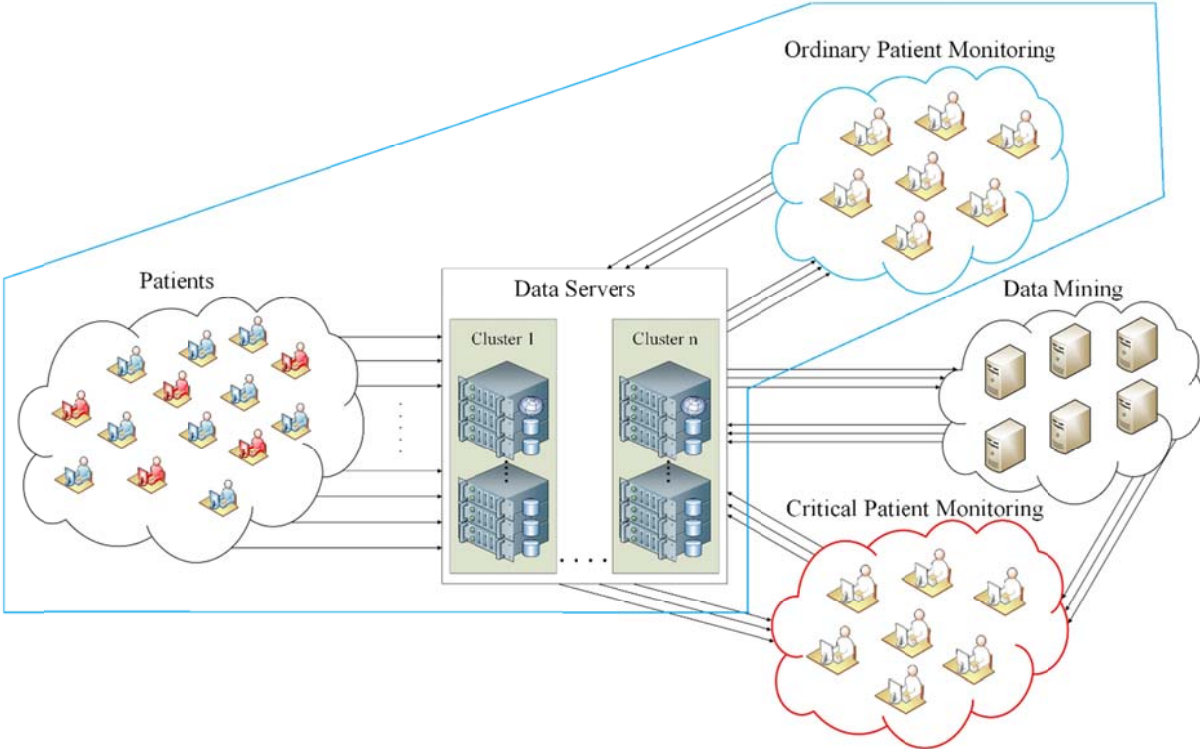 Ordinary Patient Monitoring
Patients
Data Servers
Cluster 1
Cluster n
Data Mining
Critical Patient Monitoring